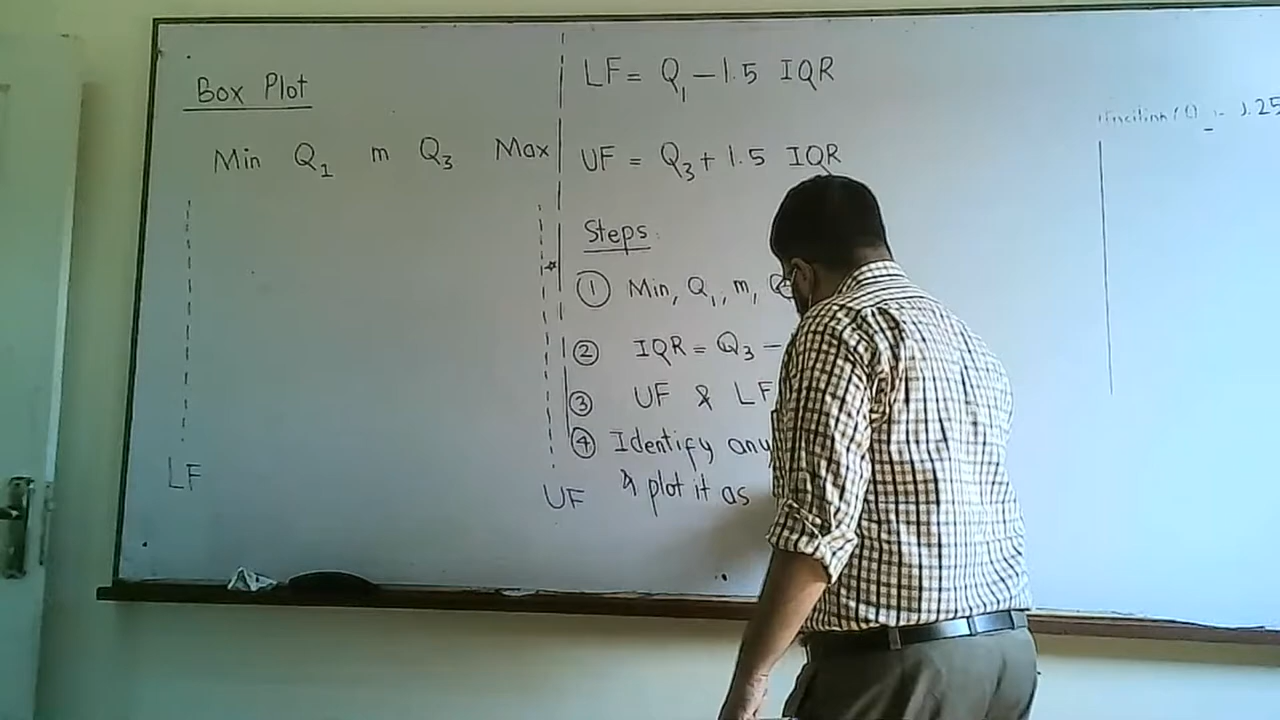 Box Plot
Min Q1 m Q3 Max
LF
UF
LF = Q1 - 1.5 IQR
UF = Q3 + 1.5 IQR
Steps:
① Min, Q1, m,
② IQR = Q3 -
③ UF & LF
④ Identify any
& plot it as